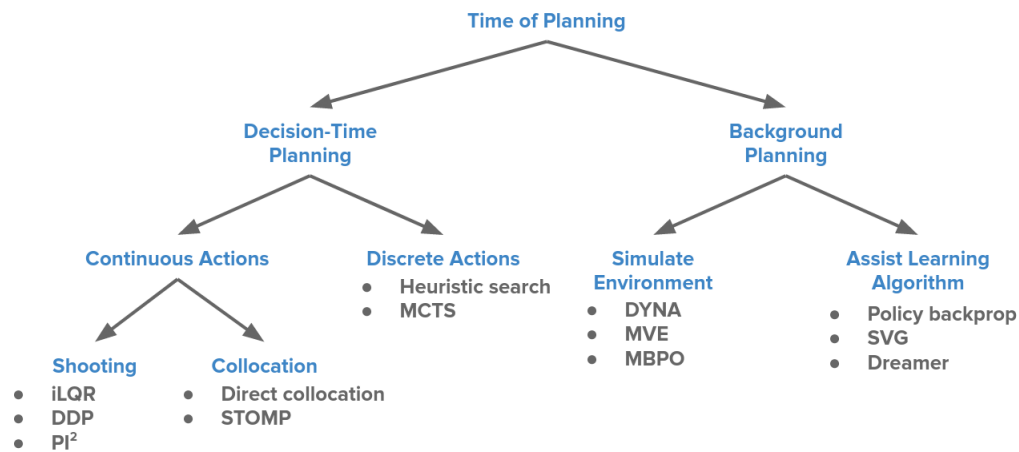 Time of Planning
Decision-Time
Planning
Background
Planning
Continuous Actions
Discrete Actions
● Heuristic search
● MCTS
Simulate
Environment
● DYNA
● MVE
● MBPO
Assist Learning
Algorithm
● Policy backprop
● SVG
● Dreamer
Shooting
● iLQR
● DDP
● PI²
Collocation
● Direct collocation
● STOMP